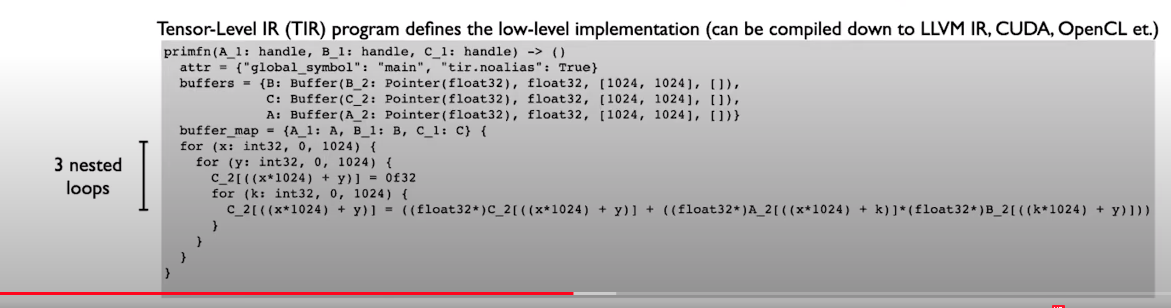 Tensor-Level IR (TIR) program defines the low-level implementation (can be compiled down to LLVM IR, CUDA, OpenCL et.)
primfn(A_1: handle, B_1: handle, C_1: handle) -> ()
attr = {"global_symbol": "main", "tir.noalias": True}
buffers = {B: Buffer(B_2: Pointer(float32), float32, [1024, 1024], []),
C: Buffer(C_2: Pointer(float32), float32, [1024, 1024], []),
A: Buffer(A_2: Pointer(float32), float32, [1024, 1024], [])}
buffer_map = {A_1: A, B_1: B, C_1: C} {
for (x: int32, 0, 1024) {
for (y: int32, 0, 1024) {
C_2[((x*1024) + y)] = 0f32
for (k: int32, 0, 1024) {
C_2[((x*1024) + y)] = ((float32*)C_2[((x*1024) + y)] + ((float32*)A_2[((x*1024) + k)]*(float32*)B_2[((k*1024) + y)]))
}
}
}
}
3 nested
loops